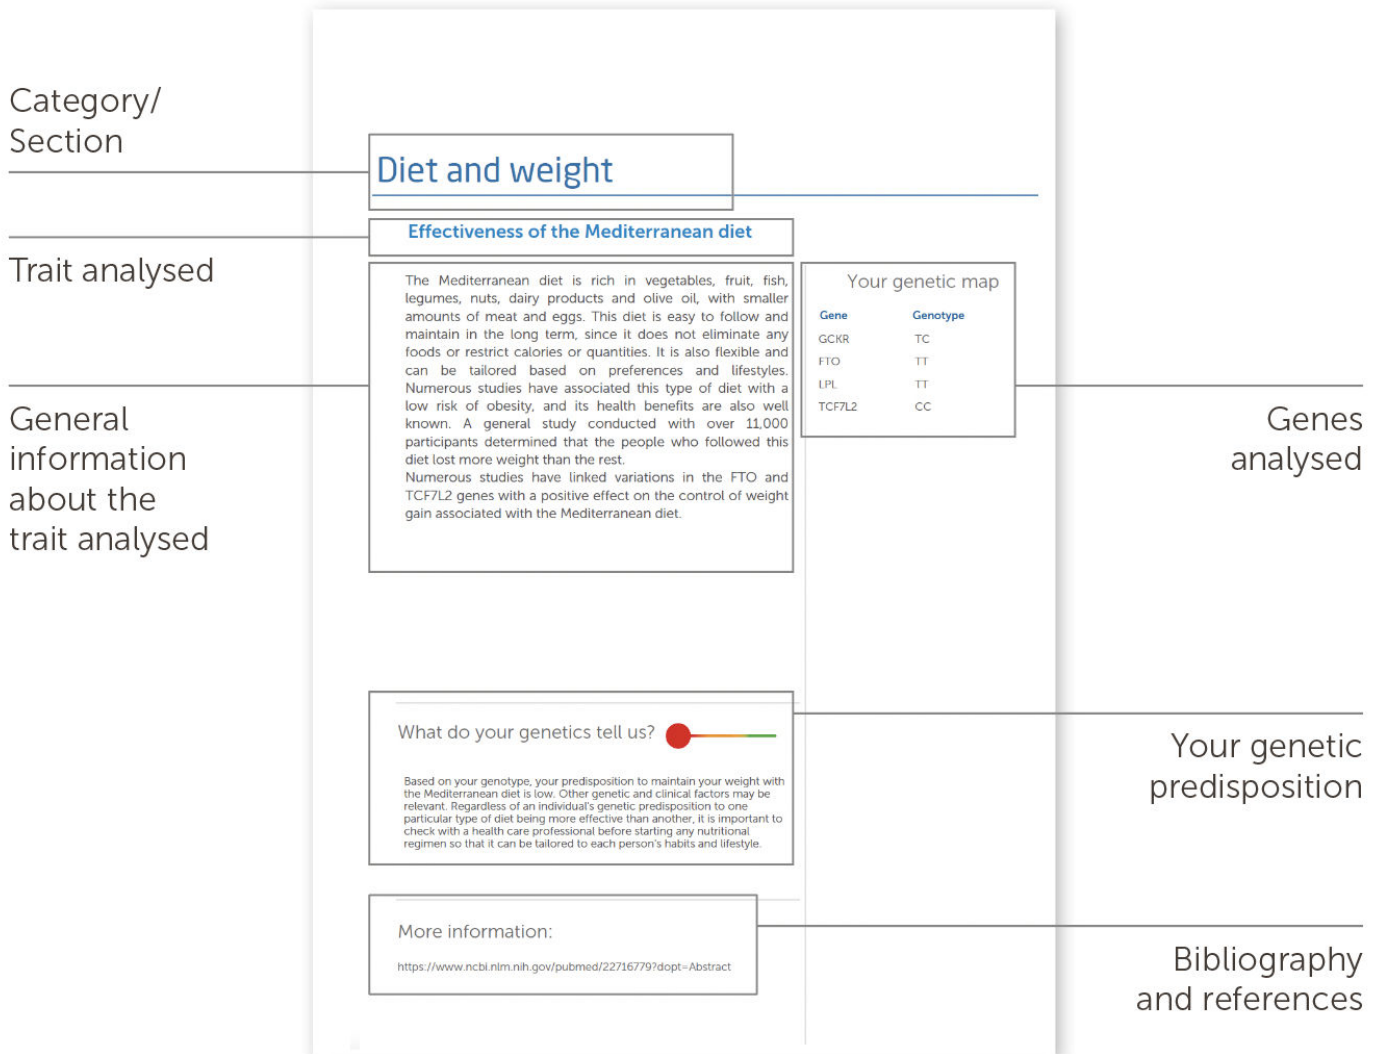 Category/
Section
Diet and weight
Effectiveness of the Mediterranean diet
Trait analysed
The Mediterranean diet is rich in vegetables, fruit, fish,
legumes, nuts, dairy products and olive oil, with smaller
amounts of meat and eggs. This diet is easy to follow and
maintain in the long term, since it does not eliminate any
foods or restrict calories or quantities. It is also flexible and
can be tailored based on preferences and lifestyles.
Numerous studies have associated this type of diet with a
low risk of obesity, and its health benefits are also well
known. A general study conducted with over 11,000
participants determined that the people who followed this
diet lost more weight than the rest.
Numerous studies have linked variations in the FTO and
TCF7L2 genes with a positive effect on the control of weight
gain associated with the Mediterranean diet.
General
information
about the
trait analysed
Your genetic map
Gene Genotype
GCKR TC
FTO TT
LPL TT
TCF7L2 CC
Genes
analysed
What do your genetics tell us?
Based on your genotype, your predisposition to maintain your weight with
the Mediterranean diet is low. Other genetic and clinical factors may be
relevant. Regardless of an individual's genetic predisposition to one
particular type of diet being more effective than another, it is important to
check with a health care professional before starting any nutritional
regimen so that it can be tailored to each person's habits and lifestyle.
Your genetic
predisposition
More information:
https://www.ncbi.nlm.nih.gov/pubmed/22716779?dopt=Abstract
Bibliography
and references